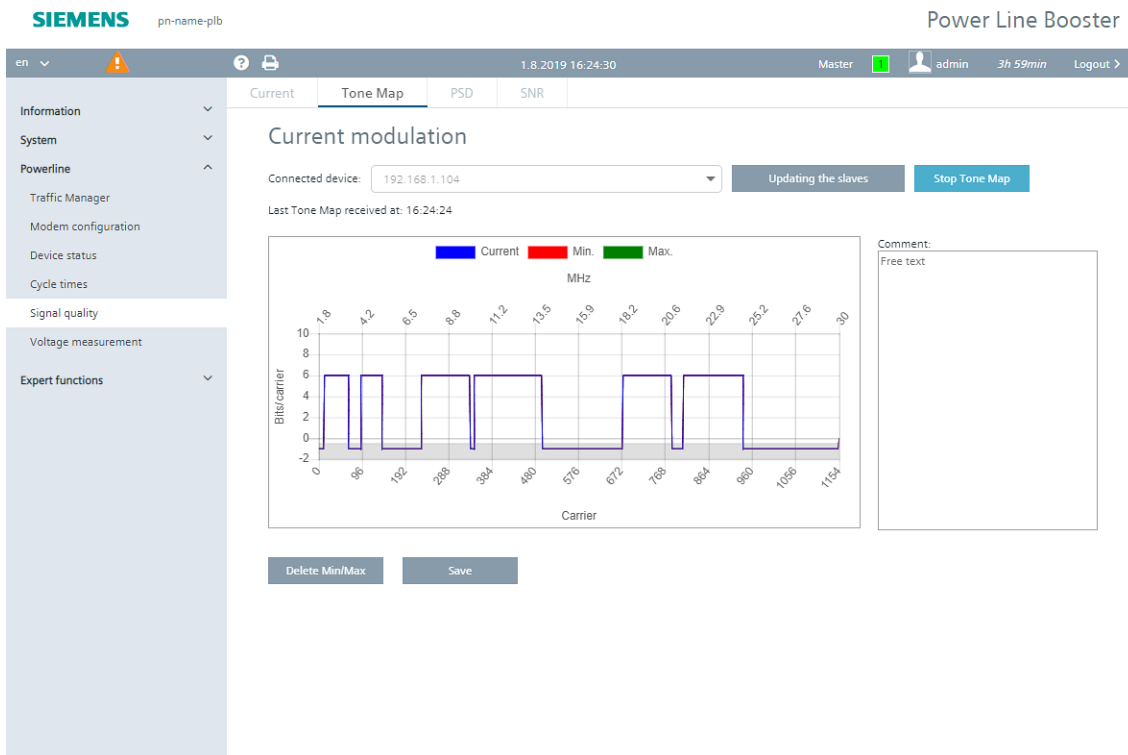 SIEMENS pn-name-plb Power Line Booster
en 1.8.2019 16:24:30 Master 1 admin 3h 59min Logout >
Current Tone Map PSD SNR
Information
System
Powerline
Traffic Manager
Modem configuration
Device status
Cycle times
Signal quality
Voltage measurement
Expert functions
Current modulation
Connected device: 192.168.1.104 Updating the slaves Stop Tone Map
Last Tone Map received at: 16:24:24
Current Min. Max.
MHz
1.8 4.2 6.5 8.8 11.2 13.5 15.9 18.2 20.6 22.9 25.2 27.6 30
10
8
6
4
2
0
-2
Bits/carrier
0 96 192 288 384 480 576 672 768 864 960 1056 1154
Carrier
Comment:
Free text
Delete Min/Max Save